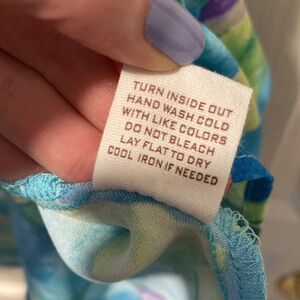 TURN INSIDE OUT
HAND WASH COLD
WITH LIKE COLORS
DO NOT BLEACH
LAY FLAT TO DRY
COOL IRON IF NEEDED